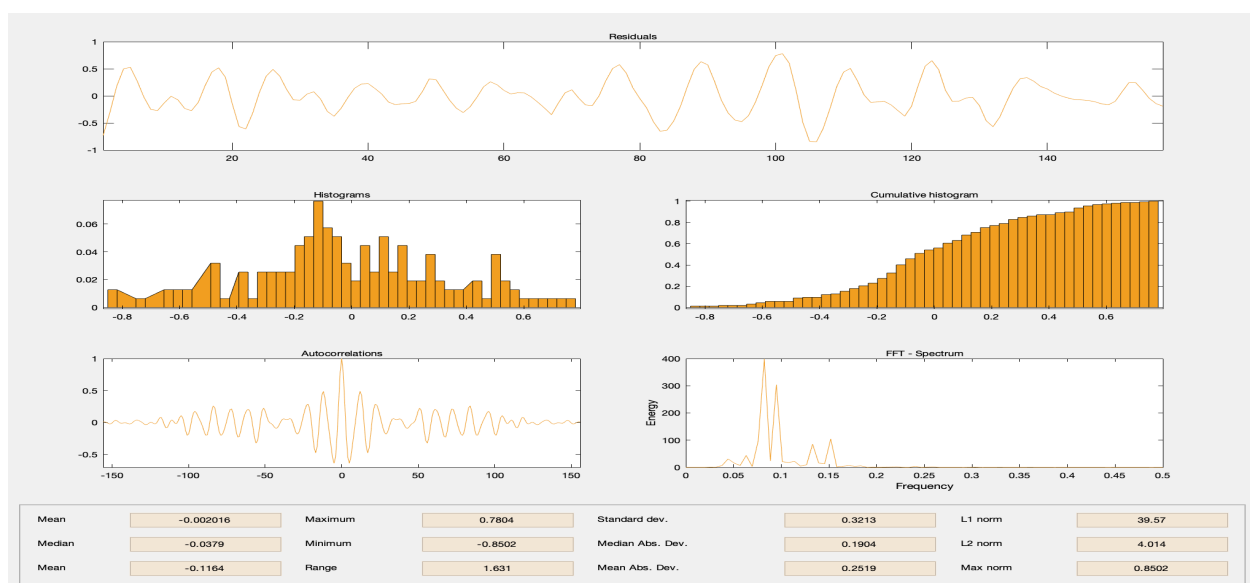 Residuals
1
0.5
0
-0.5
-1
20 40 60 80 100 120 140
Histograms
0.06
0.04
0.02
0
-0.8 -0.6 -0.4 -0.2 0 0.2 0.4 0.6
Cumulative histogram
1
0.8
0.6
0.4
0.2
0
-0.8 -0.6 -0.4 -0.2 0 0.2 0.4 0.6
Autocorrelations
1
0.5
0
-0.5
-150 -100 -50 0 50 100 150
FFT - Spectrum
Energy
400
300
200
100
0
0 0.05 0.1 0.15 0.2 0.25 0.3 0.35 0.4 0.45 0.5
Frequency
Mean -0.002016 Maximum 0.7804 Standard dev. 0.3213 L1 norm 39.57
Median -0.0379 Minimum -0.8502 Median Abs. Dev. 0.1904 L2 norm 4.014
Mean -0.1164 Range 1.631 Mean Abs. Dev. 0.2519 Max norm 0.8502